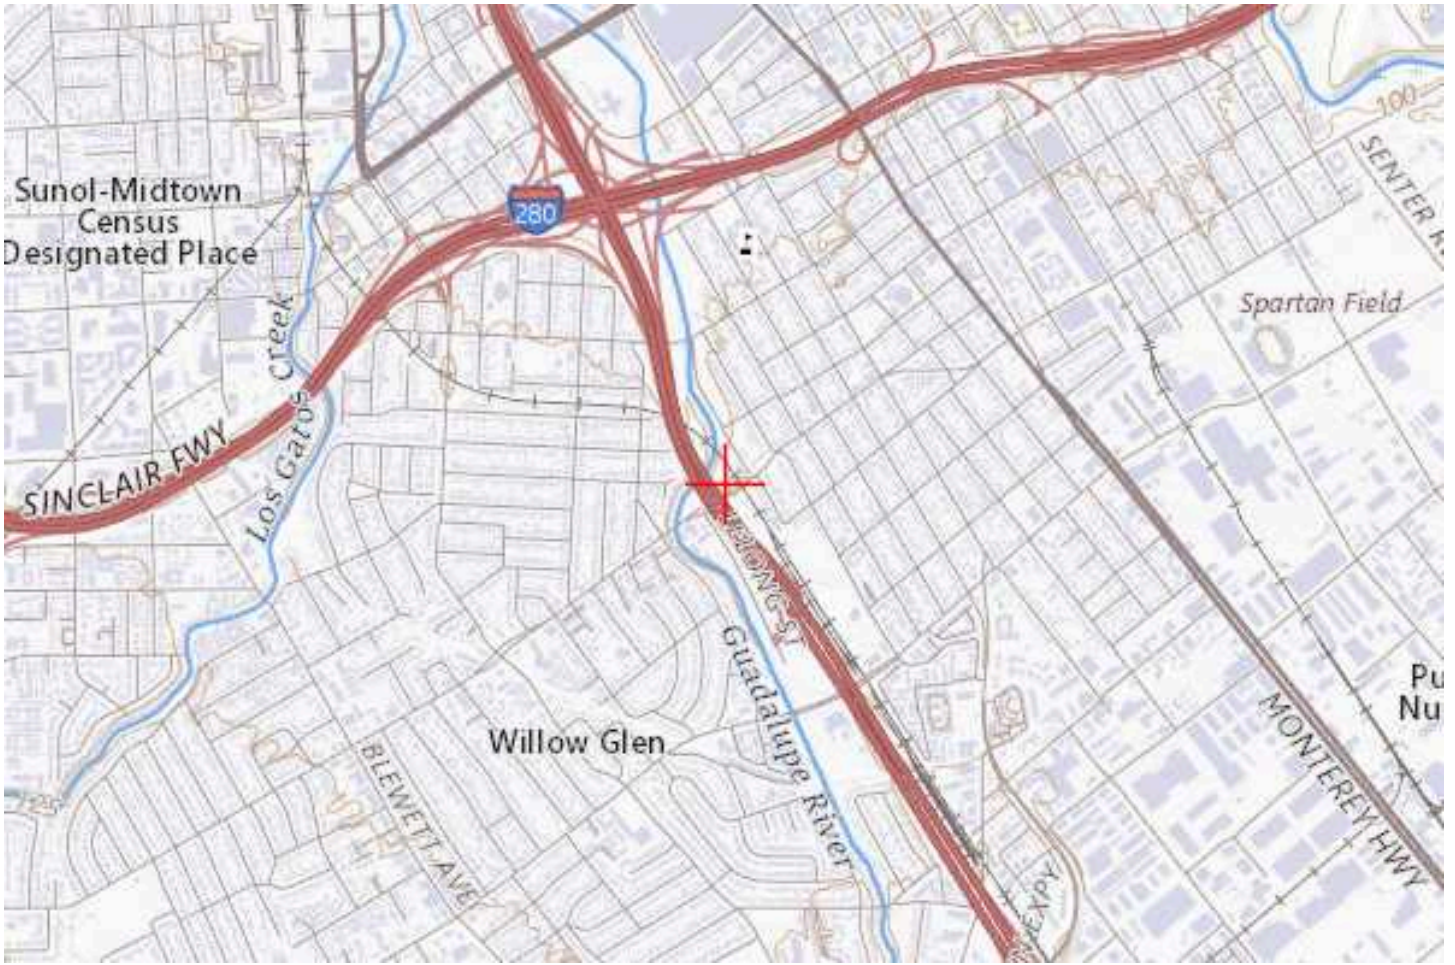 100
SENTER R
Sunol-Midtown
Census
Designated Place
280
Spartan Field
Los Gatos Creek
SINCLAIR FWY
Guadalupe River
Pu
Nu
Willow Glen
MONTEREY HWY
BLEWETT AVE
EXPY